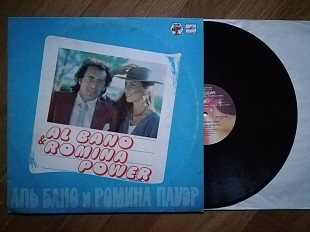 AL BANO
& ROMINA
POWER
АЛЬ БАНО и РОМИНА ПАУЭР